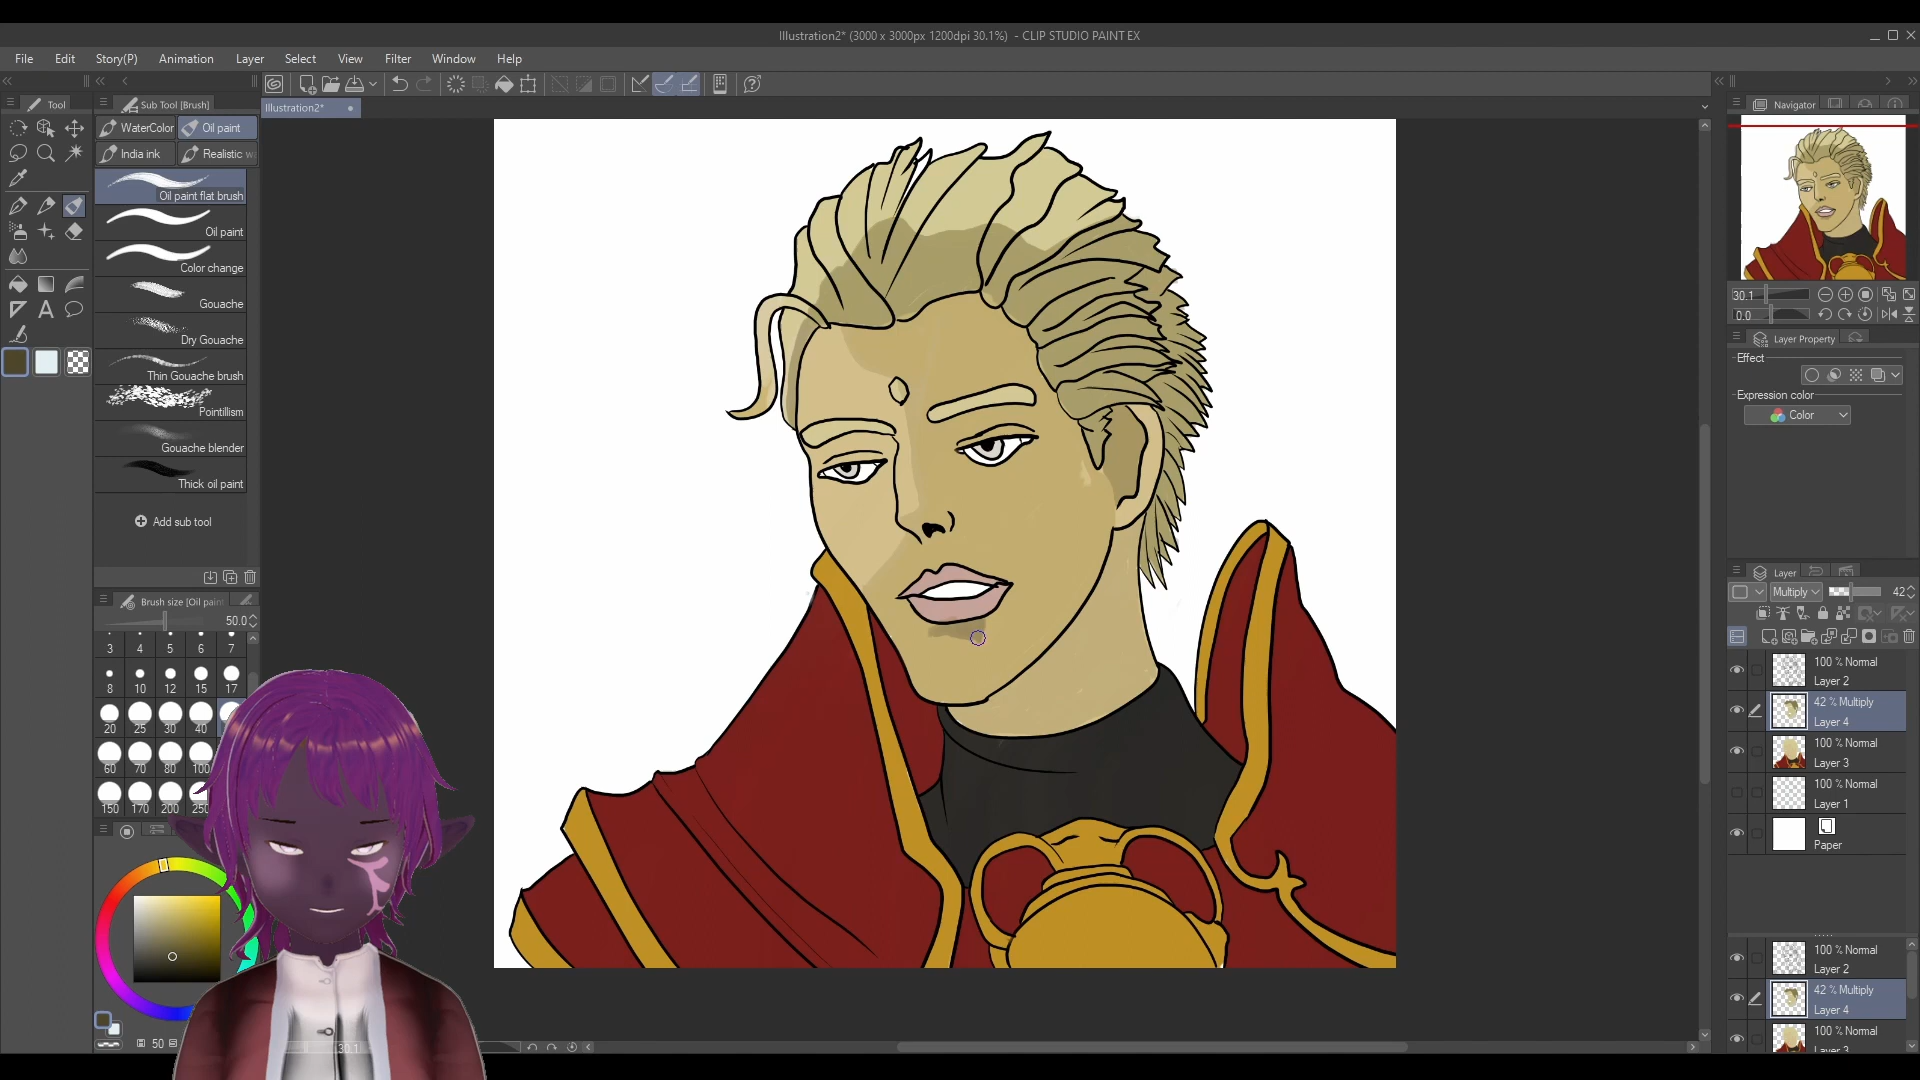 Illustration2* (3000 x 3000px 1200dpi 30.1%) - CLIP STUDIO PAINT EX
File Edit Story(P) Animation Layer Select View Filter Window Help
Tool
Sub Tool [Brush]
Illustration2*
Navigator
WaterColor
Oil paint
India ink
Realistic w
Oil paint flat brush
Oil paint
Color change
Gouache
Dry Gouache
Thin Gouache brush
Pointillism
Gouache blender
Thick oil paint
Add sub tool
Brush size [Oil paint
50.0
3 4 5 6 7
8 10 12 15 17
20 25 30 40
60 70 80 100
150 170 200 250
50
30.1
30.1
0.0
Layer Property
Effect
Expression color
Color
Layer
Multiply
42
100 % Normal
Layer 2
42 % Multiply
Layer 4
100 % Normal
Layer 3
100 % Normal
Layer 1
Paper
100 % Normal
Layer 2
42 % Multiply
Layer 4
100 % Normal
Layer 3